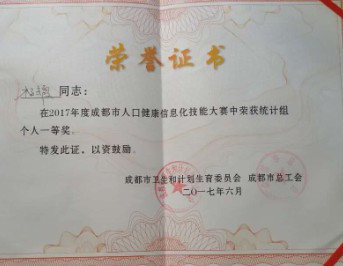 荣誉证书
同志：
在2017年度成都市人口健康信息化技能大赛中荣获统计组
个人一等奖。
特发此证、以资鼓励。
成都市卫生和计划生育委员会 成都市总工会
二〇一七年六月